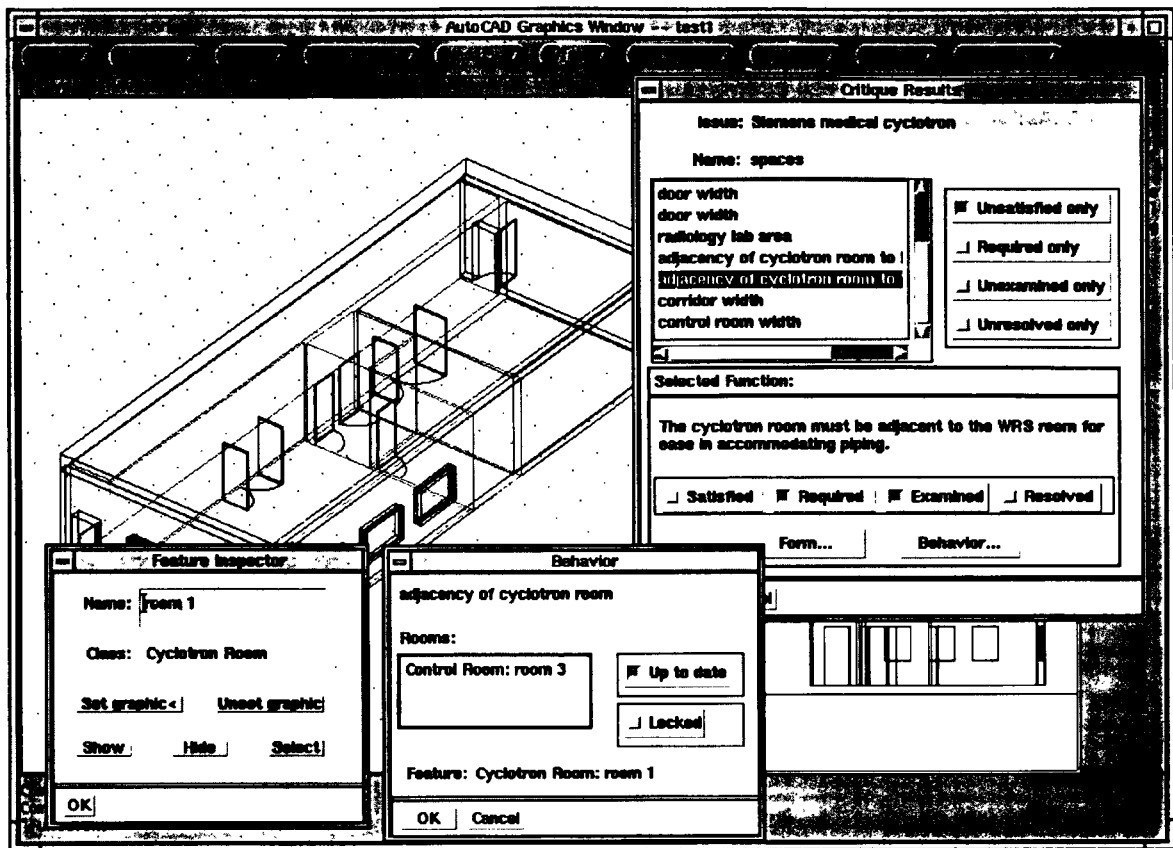 AutoCAD Graphics Window -- test1
Critique Results
Issue: Siemens medical cyclotron
Name: spaces
door width
door width
radiology lab area
adjacency of cyclotron room to
adjacency of cyclotron room to
corridor width
control room width
Unsatisfied only
Required only
Unexamined only
Unresolved only
Selected Function:
The cyclotron room must be adjacent to the WRS room for
ease in accommodating piping.
Satisfied Required Examined Resolved
Form... Behavior...
Feature Inspector
Name: room 1
Class: Cyclotron Room
Set graphic< Unset graphic
Show Hide Select
OK
Behavior
adjacency of cyclotron room
Rooms:
Control Room: room 3
Up to date
Locked
Feature: Cyclotron Room: room 1
OK Cancel